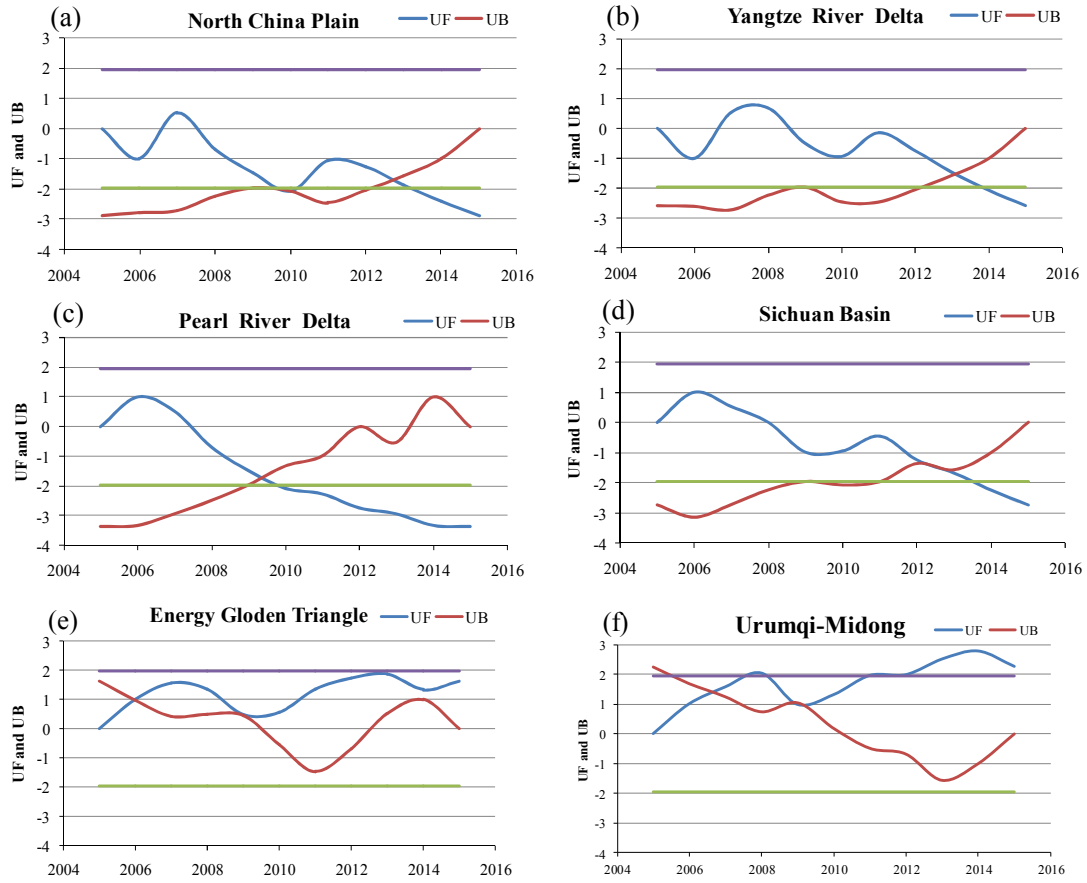 (a) North China Plain
UF UB
UF and UB
3
2
1
0
-1
-2
-3
-4
2004 2006 2008 2010 2012 2014 2016
(b) Yangtze River Delta
UF UB
UF and UB
3
2
1
0
-1
-2
-3
-4
2004 2006 2008 2010 2012 2014 2016
(c) Pearl River Delta
UF UB
UF and UB
3
2
1
0
-1
-2
-3
-4
2004 2006 2008 2010 2012 2014 2016
(d) Sichuan Basin
UF UB
UF and UB
3
2
1
0
-1
-2
-3
-4
2004 2006 2008 2010 2012 2014 2016
(e) Energy Gloden Triangle
UF UB
UF and UB
3
2
1
0
-1
-2
-3
-4
2004 2006 2008 2010 2012 2014 2016
(f) Urumqi-Midong
UF UB
UF and UB
3
2
1
0
-1
-2
-3
-4
2004 2006 2008 2010 2012 2014 2016